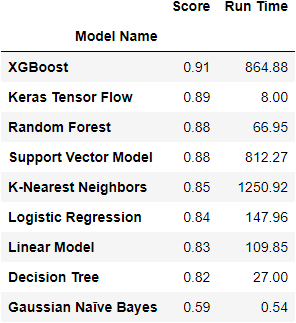 Score Run Time
Model Name
XGBoost 0.91 864.88
Keras Tensor Flow 0.89 8.00
Random Forest 0.88 66.95
Support Vector Model 0.88 812.27
K-Nearest Neighbors 0.85 1250.92
Logistic Regression 0.84 147.96
Linear Model 0.83 109.85
Decision Tree 0.82 27.00
Gaussian Naïve Bayes 0.59 0.54